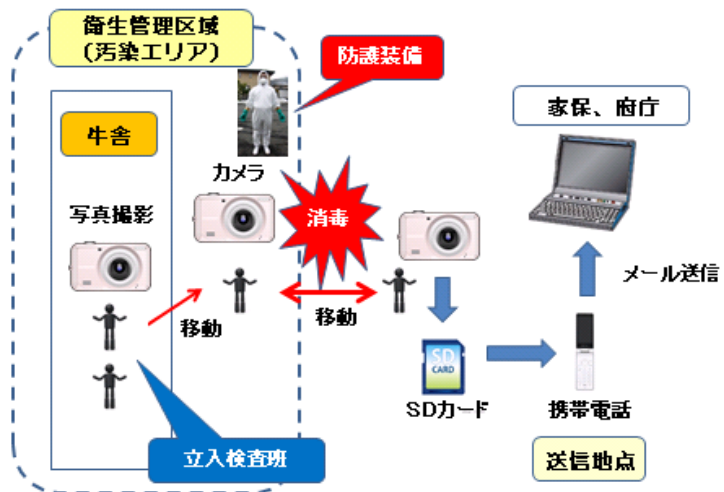 衛生管理区域
(汚染エリア)
防護装備
家保、府庁
牛舎
カメラ
写真撮影
消毒
メール送信
移動
移動
SD
CARD
SDカード
携帯電話
立入検査班
送信地点